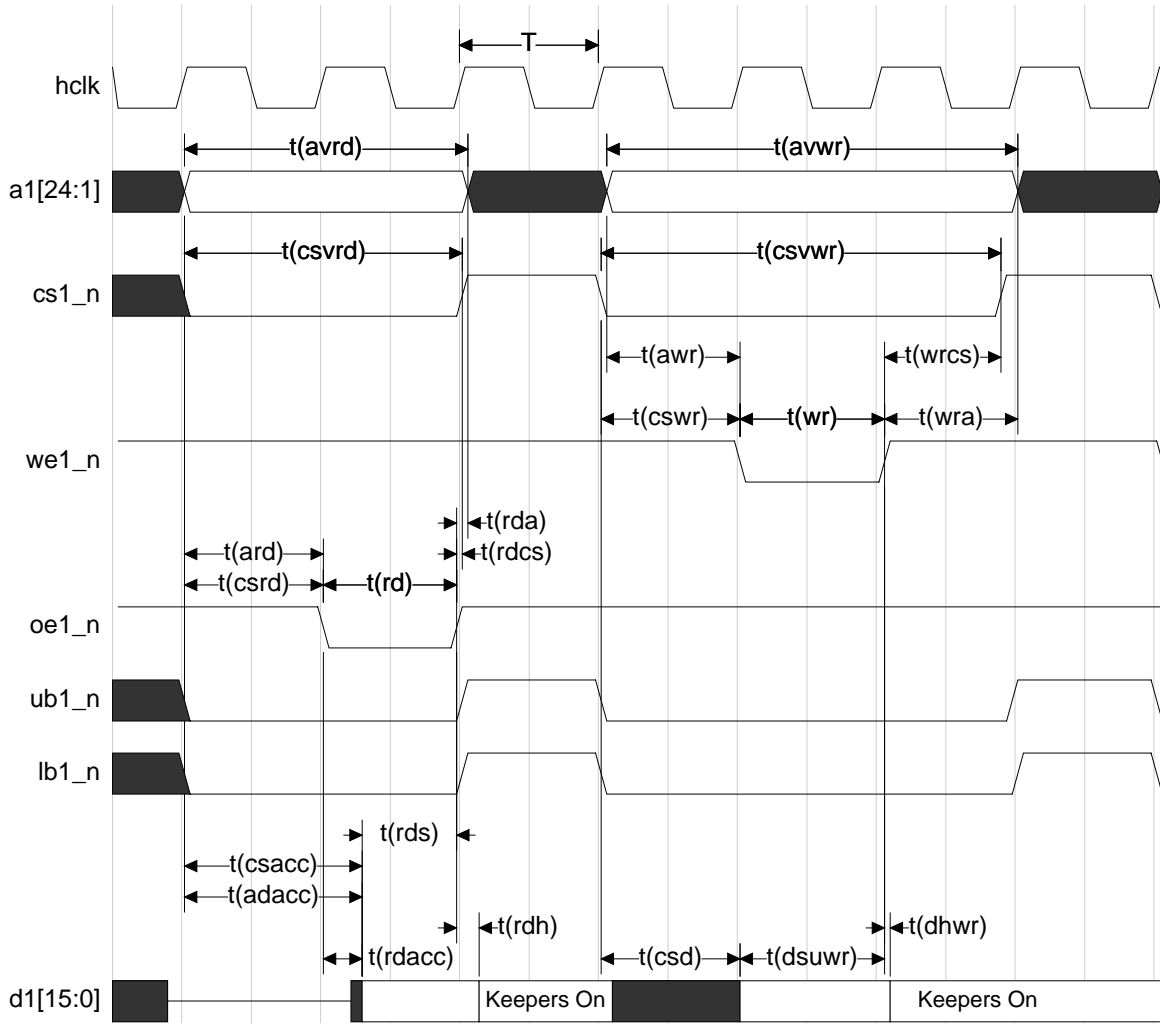 T
hclk
t(avrd) t(avwr)
a1[24:1]
t(csvrd) t(csvwr)
cs1_n
t(awr) t(wrcs)
t(cswr) t(wr) t(wra)
we1_n
t(rda)
t(ard) t(rdcs)
t(csrd) t(rd)
oe1_n
ub1_n
lb1_n
t(rds)
t(csacc)
t(adacc)
t(rdh) t(dhwr)
t(rdacc) t(csd) t(dsuwr)
d1[15:0] Keepers On Keepers On